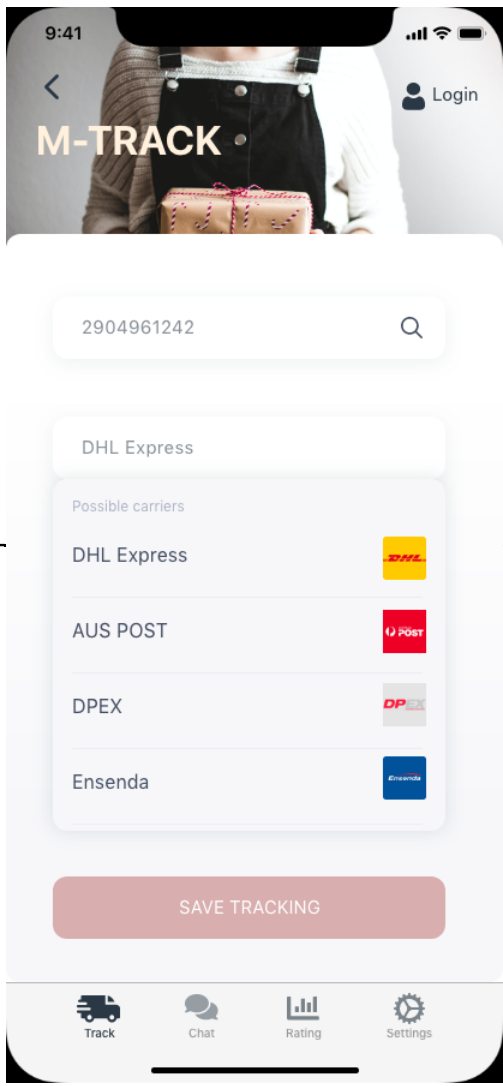 9:41
Login
M-TRACK
2904961242
DHL Express
Possible carriers
DHL Express
DHL
AUS POST
POST
DPEX
DPEX
Ensenda
Ensenda
SAVE TRACKING
Track
Chat
Rating
Settings